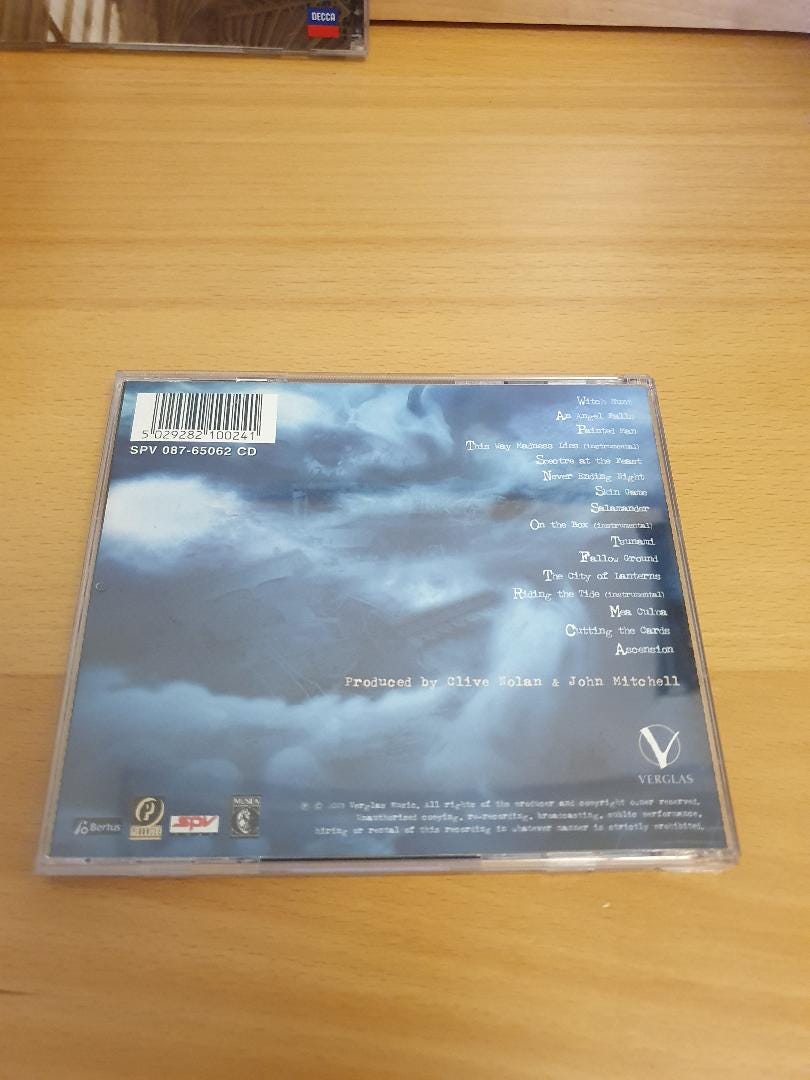 DECCA
5 029282 100241
SPV 087-65062 CD
Witch Hunt
An Angel Falls
Painted Man
This Way Madness Lies (instrumental)
Spectre at the Feast
Never Ending Night
Skin Game
Salamander
On the Box (instrumental)
Tsunami
Fallow Ground
The City of Lanterns
Riding the Tide (instrumental)
Mea Culpa
Cutting the Cards
Ascension
Produced by Clive Nolan & John Mitchell
V
VERGLAS
Bertus
SPV
MUSEA
℗ © Verglas Music. All rights of the producer and copyright owner reserved.
Unauthorised copying, re-recording, broadcasting, public performance,
hiring or rental of this recording in whatever manner is strictly prohibited.